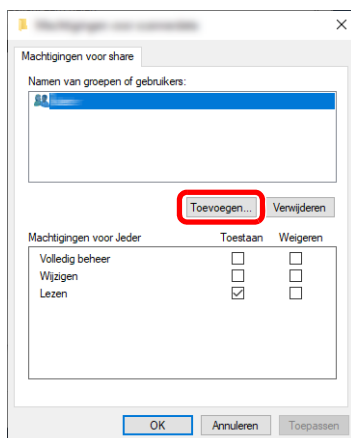 Machtigingen voor share
Namen van groepen of gebruikers:
Toevoegen... Verwijderen
Machtigingen voor Jeder Toestaan Weigeren
Volledig beheer
Wijzigen
Lezen
OK Annuleren Toepassen